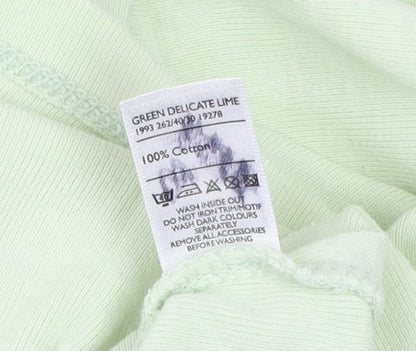 GREEN DELICATE LIME
1993 262/40/30 19278
100% Cotton
40
WASH INSIDE OUT
DO NOT IRON TRIM/MOTIF
WASH DARK COLOURS
SEPARATELY
REMOVE ALL ACCESSORIES
BEFORE WASHING